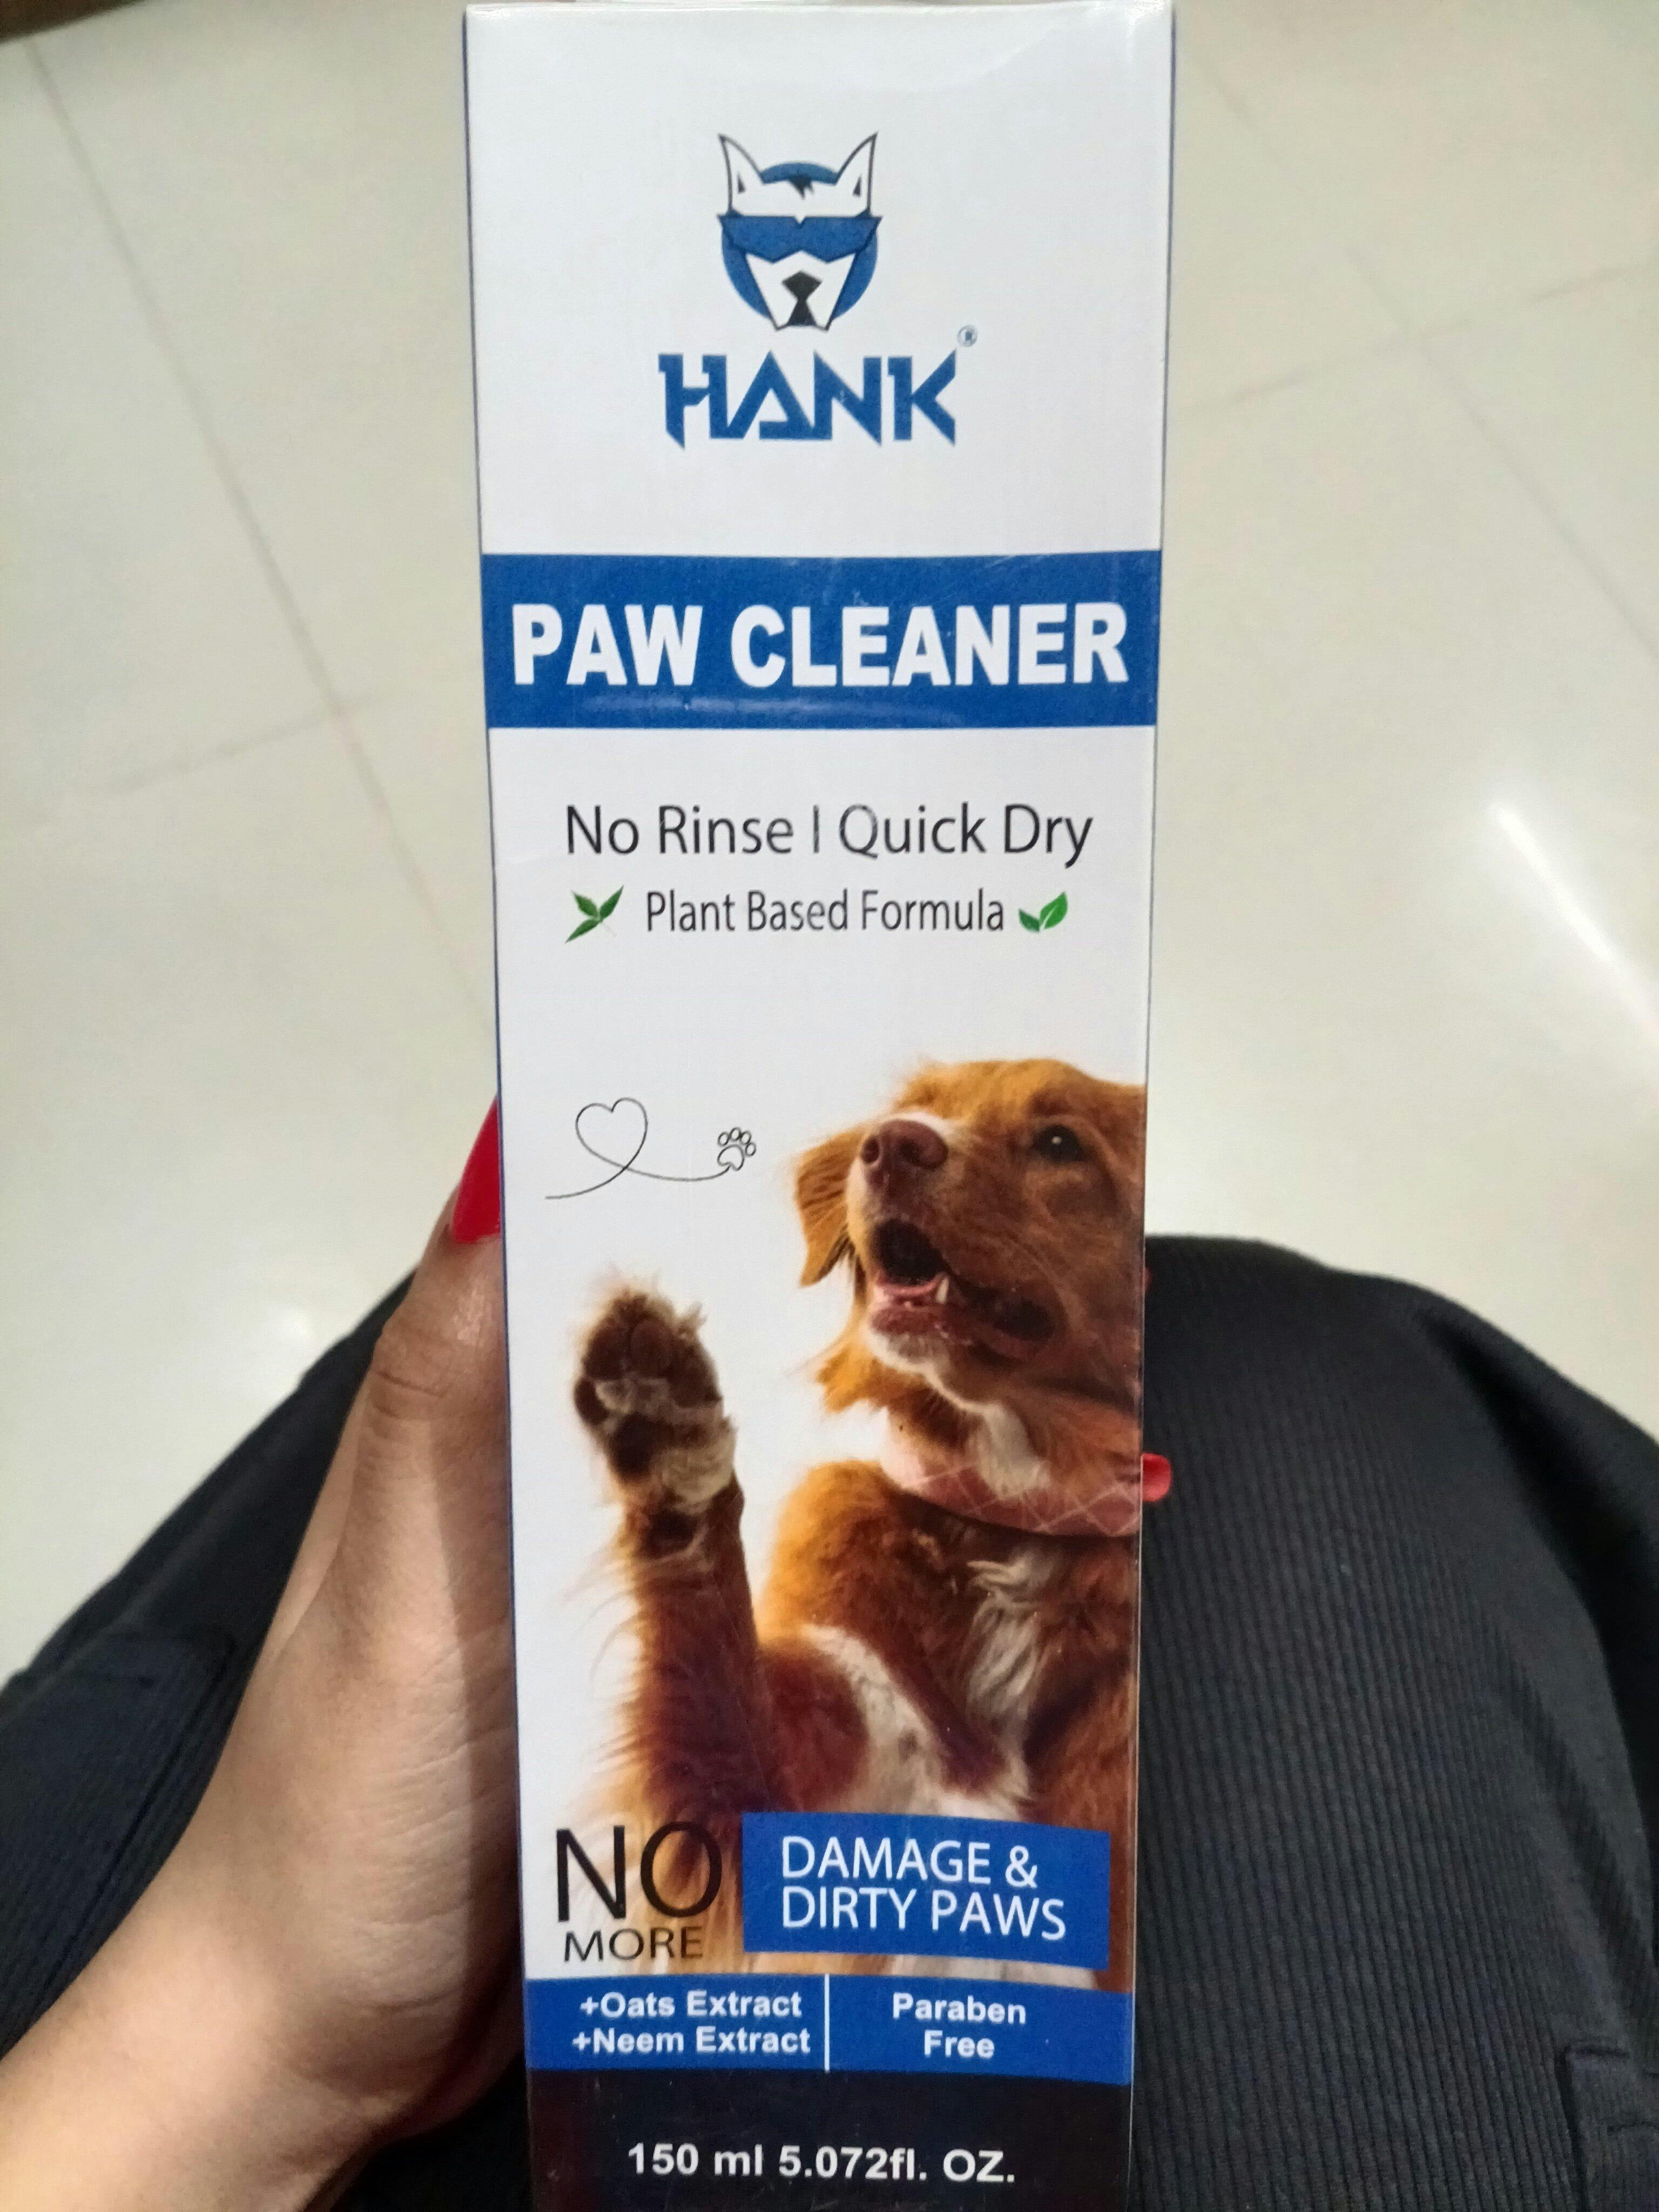 HANK®
PAW CLEANER
No Rinse | Quick Dry
Plant Based Formula
NO
MORE
DAMAGE &
DIRTY PAWS
+Oats Extract
+Neem Extract
Paraben
Free
150 ml 5.072fl. OZ.